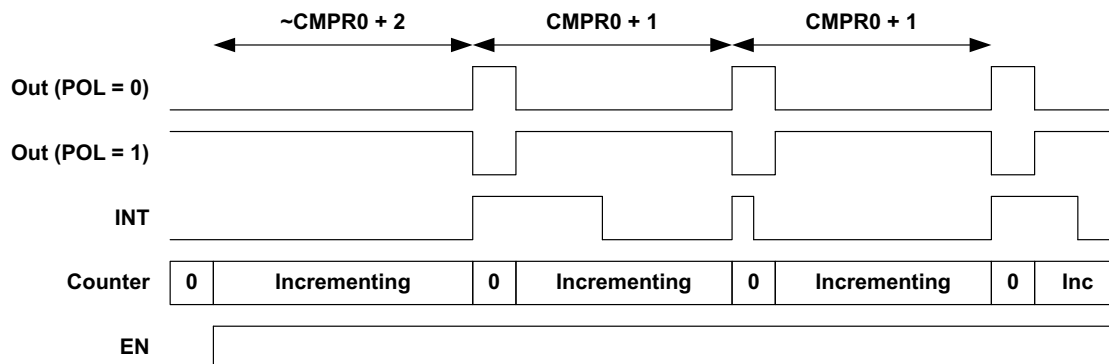 ~CMPR0 + 2 CMPR0 + 1 CMPR0 + 1
Out (POL = 0)
Out (POL = 1)
INT
Counter 0 Incrementing 0 Incrementing 0 Incrementing 0 Inc
EN